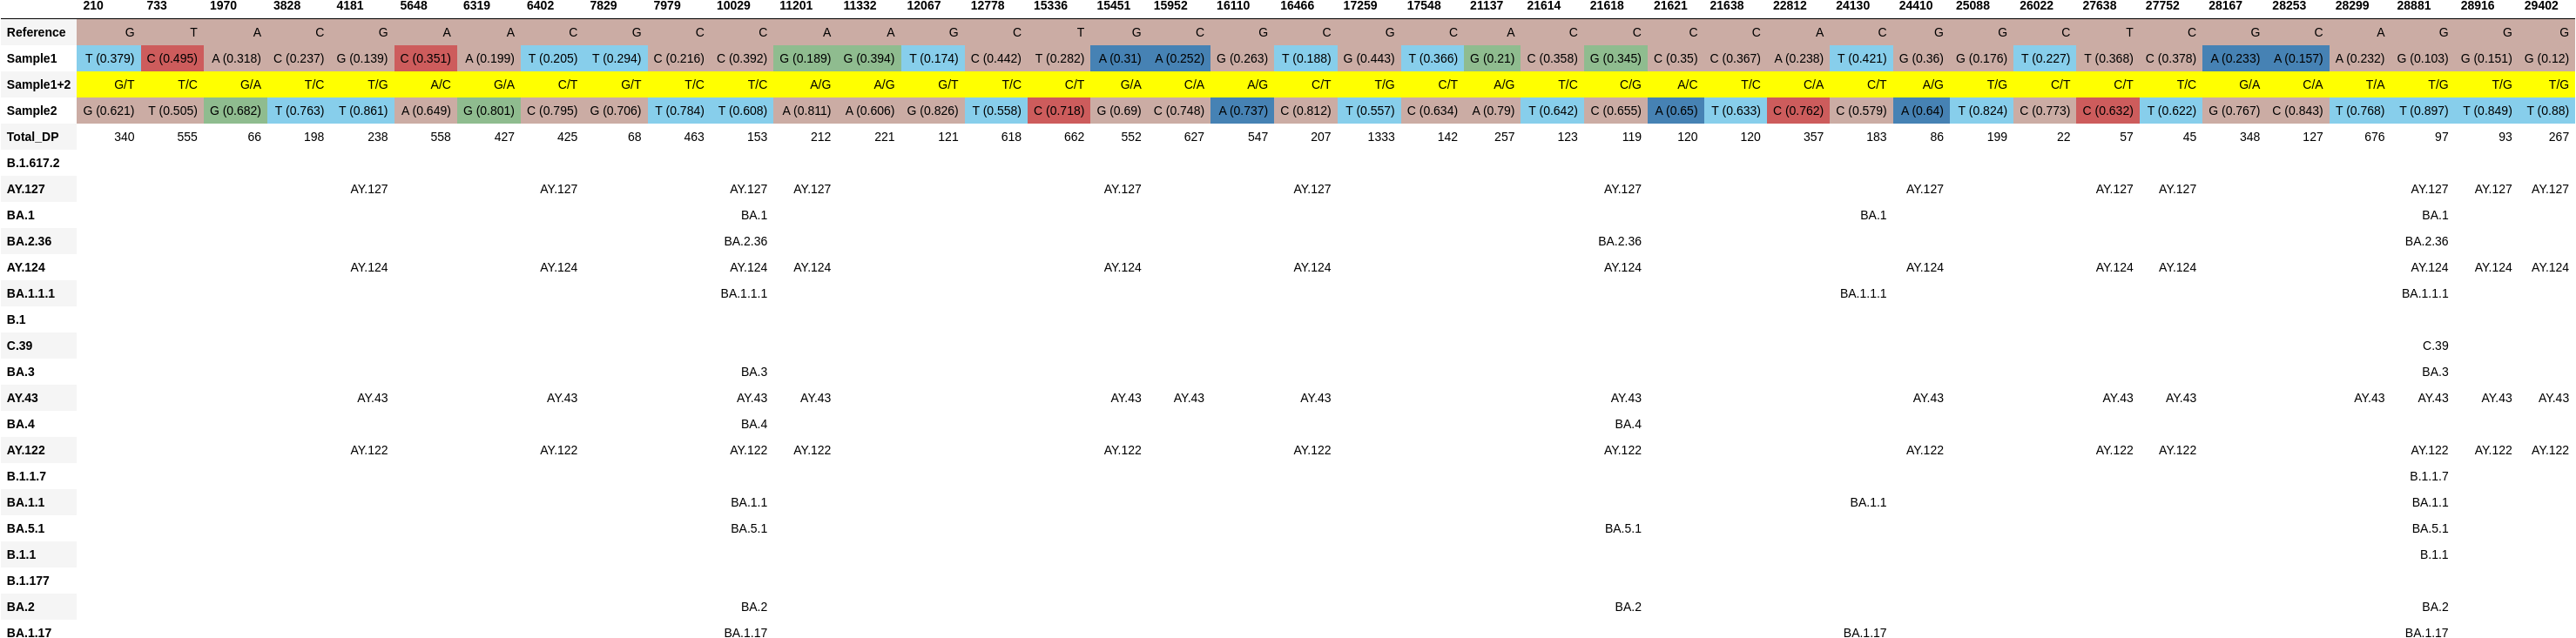 210 733 1970 3828 4181 5648 6319 6402 7829 7979 10029 11201 11332 12067 12778 15336 15451 15952 16110 16466 17259 17548 21137 21614 21618 21621 21638 22812 24130 24410 25088 26022 27638 27752 28167 28253 28299 28881 28916 29402
Reference G T A C G A A C G C C A A G C T G C G C G C A C C C C A C G G C T C G C A G G G
Sample1 T (0.379) C (0.495) A (0.318) C (0.237) G (0.139) C (0.351) A (0.199) T (0.205) T (0.294) C (0.216) C (0.392) G (0.189) G (0.394) T (0.174) C (0.442) T (0.282) A (0.31) A (0.252) G (0.263) T (0.188) G (0.443) T (0.366) G (0.21) C (0.358) G (0.345) C (0.35) C (0.367) A (0.238) T (0.421) G (0.36) G (0.176) T (0.227) T (0.368) C (0.378) A (0.233) A (0.157) A (0.232) G (0.103) G (0.151) G (0.12)
Sample1+2 G/T T/C G/A T/C T/G A/C G/A C/T G/T T/C T/C A/G A/G G/T T/C C/T G/A C/A A/G C/T T/G C/T A/G T/C C/G A/C T/C C/A C/T A/G T/G C/T C/T T/C G/A C/A T/A T/G T/G T/G
Sample2 G (0.621) T (0.505) G (0.682) T (0.763) T (0.861) A (0.649) G (0.801) C (0.795) G (0.706) T (0.784) T (0.608) A (0.811) A (0.606) G (0.826) T (0.558) C (0.718) G (0.69) C (0.748) A (0.737) C (0.812) T (0.557) C (0.634) A (0.79) T (0.642) C (0.655) A (0.65) T (0.633) C (0.762) C (0.579) A (0.64) T (0.824) C (0.773) C (0.632) T (0.622) G (0.767) C (0.843) T (0.768) T (0.897) T (0.849) T (0.88)
Total_DP 340 555 66 198 238 558 427 425 68 463 153 212 221 121 618 662 552 627 547 207 1333 142 257 123 119 120 120 357 183 86 199 22 57 45 348 127 676 97 93 267
B.1.617.2
AY.127 AY.127 AY.127 AY.127 AY.127 AY.127 AY.127 AY.127 AY.127 AY.127 AY.127 AY.127 AY.127 AY.127
BA.1 BA.1 BA.1 BA.1
BA.2.36 BA.2.36 BA.2.36 BA.2.36
AY.124 AY.124 AY.124 AY.124 AY.124 AY.124 AY.124 AY.124 AY.124 AY.124 AY.124 AY.124 AY.124 AY.124
BA.1.1.1 BA.1.1.1 BA.1.1.1 BA.1.1.1
B.1
C.39 C.39
BA.3 BA.3 BA.3
AY.43 AY.43 AY.43 AY.43 AY.43 AY.43 AY.43 AY.43 AY.43 AY.43 AY.43 AY.43 AY.43 AY.43 AY.43 AY.43
BA.4 BA.4 BA.4
AY.122 AY.122 AY.122 AY.122 AY.122 AY.122 AY.122 AY.122 AY.122 AY.122 AY.122 AY.122 AY.122 AY.122
B.1.1.7 B.1.1.7
BA.1.1 BA.1.1 BA.1.1 BA.1.1
BA.5.1 BA.5.1 BA.5.1 BA.5.1
B.1.1 B.1.1
B.1.177
BA.2 BA.2 BA.2 BA.2
BA.1.17 BA.1.17 BA.1.17 BA.1.17